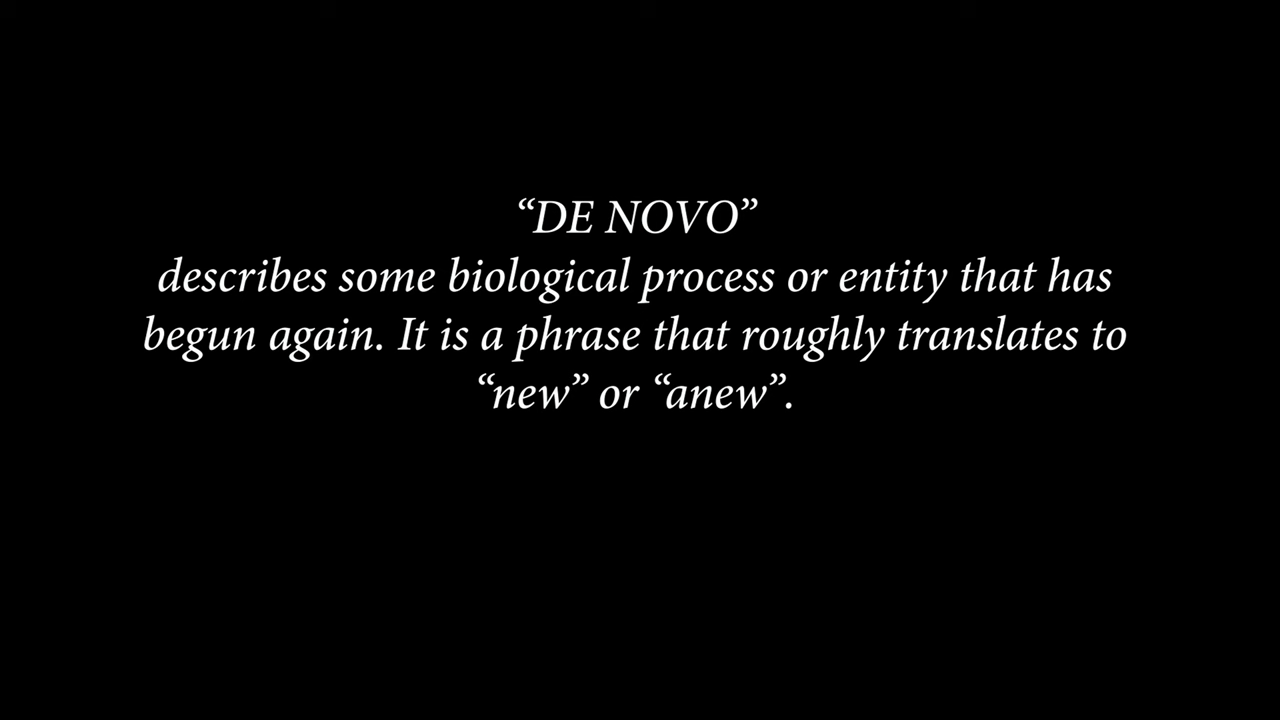 “DE NOVO”
describes some biological process or entity that has
begun again. It is a phrase that roughly translates to
“new” or “anew”.